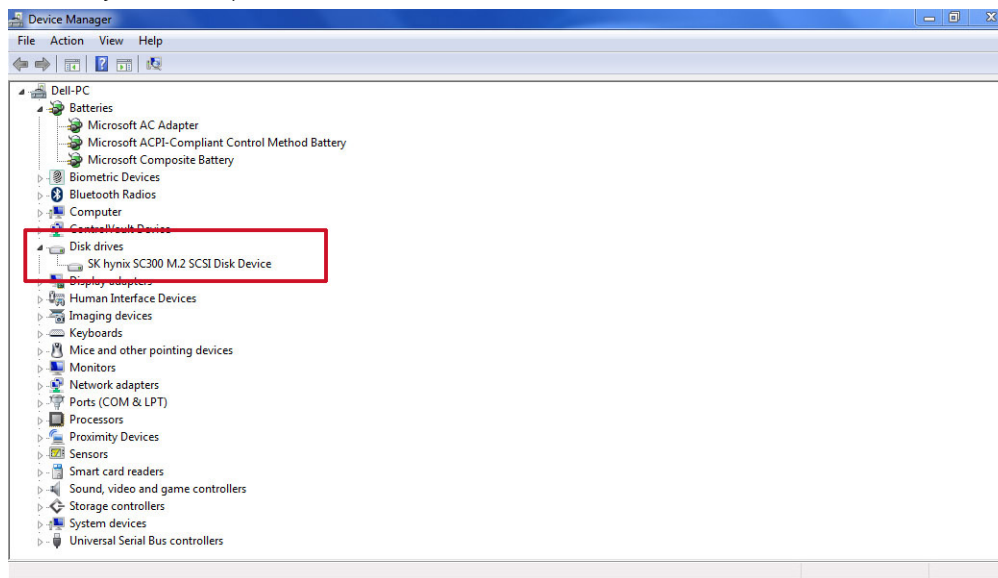 Device Manager
File Action View Help
Dell-PC
Batteries
Microsoft AC Adapter
Microsoft ACPI-Compliant Control Method Battery
Microsoft Composite Battery
Biometric Devices
Bluetooth Radios
Computer
ControlVault Device
Disk drives
SK hynix SC300 M.2 SCSI Disk Device
Display adapters
Human Interface Devices
Imaging devices
Keyboards
Mice and other pointing devices
Monitors
Network adapters
Ports (COM & LPT)
Processors
Proximity Devices
Sensors
Smart card readers
Sound, video and game controllers
Storage controllers
System devices
Universal Serial Bus controllers